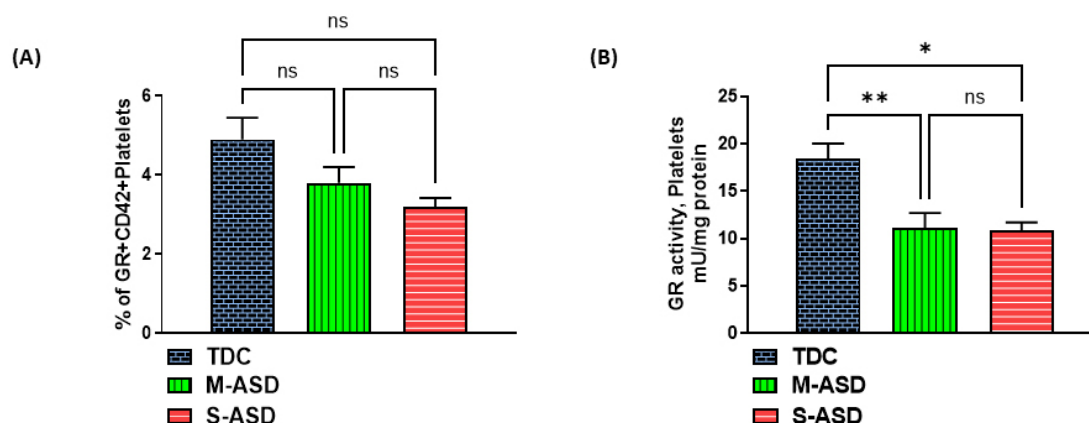 (A)
ns
ns
ns
% of GR+CD42+Platelets
6
4
2
0
TDC
M-ASD
S-ASD
(B)
*
**
ns
GR activity, Platelets
mU/mg protein
25
20
15
10
5
0
TDC
M-ASD
S-ASD